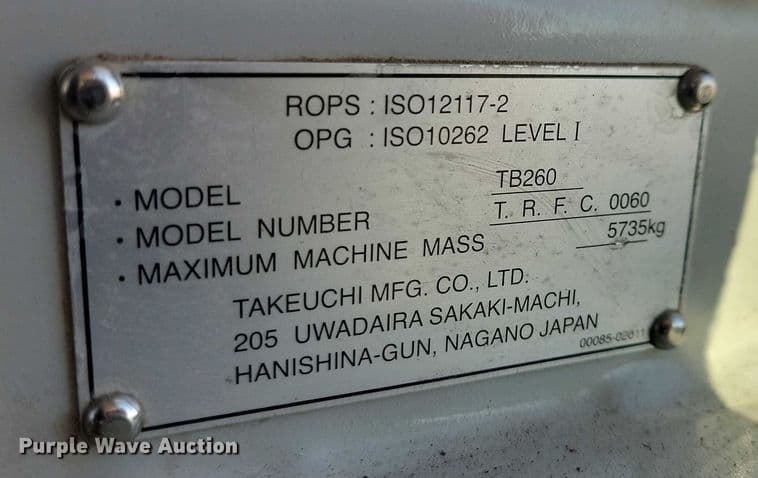 ROPS : ISO12117-2
OPG : ISO10262 LEVEL I
· MODEL TB260
· MODEL NUMBER T. R. F. C. 0060
· MAXIMUM MACHINE MASS 5735kg
TAKEUCHI MFG. CO., LTD.
205 UWADAIRA SAKAKI-MACHI,
HANISHINA-GUN, NAGANO JAPAN
Purple Wave Auction